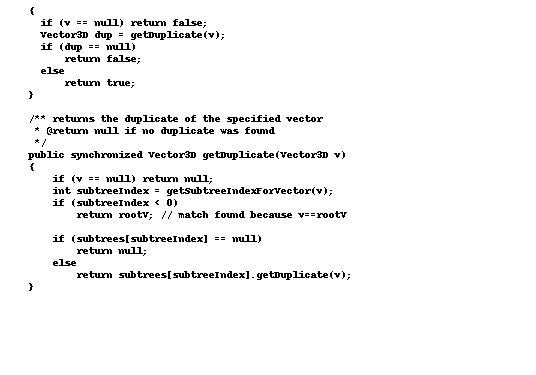 {
  if (v == null) return false;
  Vector3D dup = getDuplicate(v);
  if (dup == null)
      return false;
  else
      return true;
}

/** returns the duplicate of the specified vector
 * @return null if no duplicate was found
 */
public synchronized Vector3D getDuplicate(Vector3D v)
{
    if (v == null) return null;
    int subtreeIndex = getSubtreeIndexForVector(v);
    if (subtreeIndex < 0)
        return rootV; // match found because v==rootV

    if (subtrees[subtreeIndex] == null)
        return null;
    else
        return subtrees[subtreeIndex].getDuplicate(v);
}